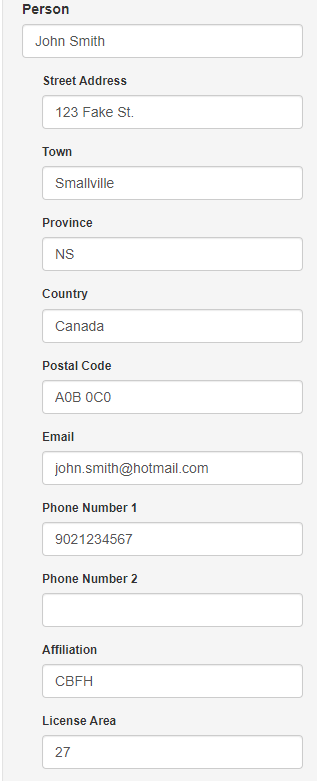 Person
John Smith
Street Address
123 Fake St.
Town
Smallville
Province
NS
Country
Canada
Postal Code
A0B 0C0
Email
john.smith@hotmail.com
Phone Number 1
9021234567
Phone Number 2
Affiliation
CBFH
License Area
27